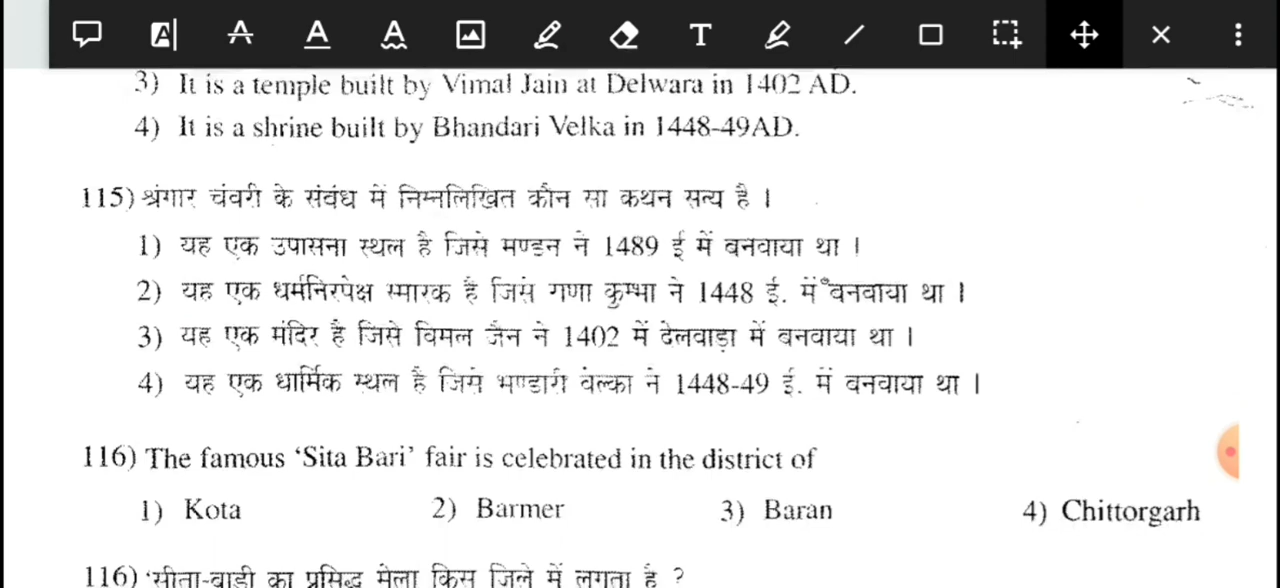 3) It is a temple built by Vimal Jain at Delwara in 1402 AD.
4) It is a shrine built by Bhandari Velka in 1448-49AD.
115) श्रंगार चंवरी के संबंध में निम्नलिखित कौन सा कथन सत्य है ।
1) यह एक उपासना स्थल है जिसे मण्डन ने 1489 ई में बनवाया था ।
2) यह एक धर्मनिरपेक्ष स्मारक है जिसे राणा कुम्भा ने 1448 ई. में बनवाया था ।
3) यह एक मंदिर है जिसे विमल जैन ने 1402 में देलवाड़ा में बनवाया था ।
4) यह एक धार्मिक स्थल है जिसे भण्डारी वेल्का ने 1448-49 ई. में बनवाया था ।
116) The famous ‘Sita Bari’ fair is celebrated in the district of
1) Kota 2) Barmer 3) Baran 4) Chittorgarh
116) ‘सीता-बाड़ी का प्रसिद्ध मेला किस जिले में लगता है ?